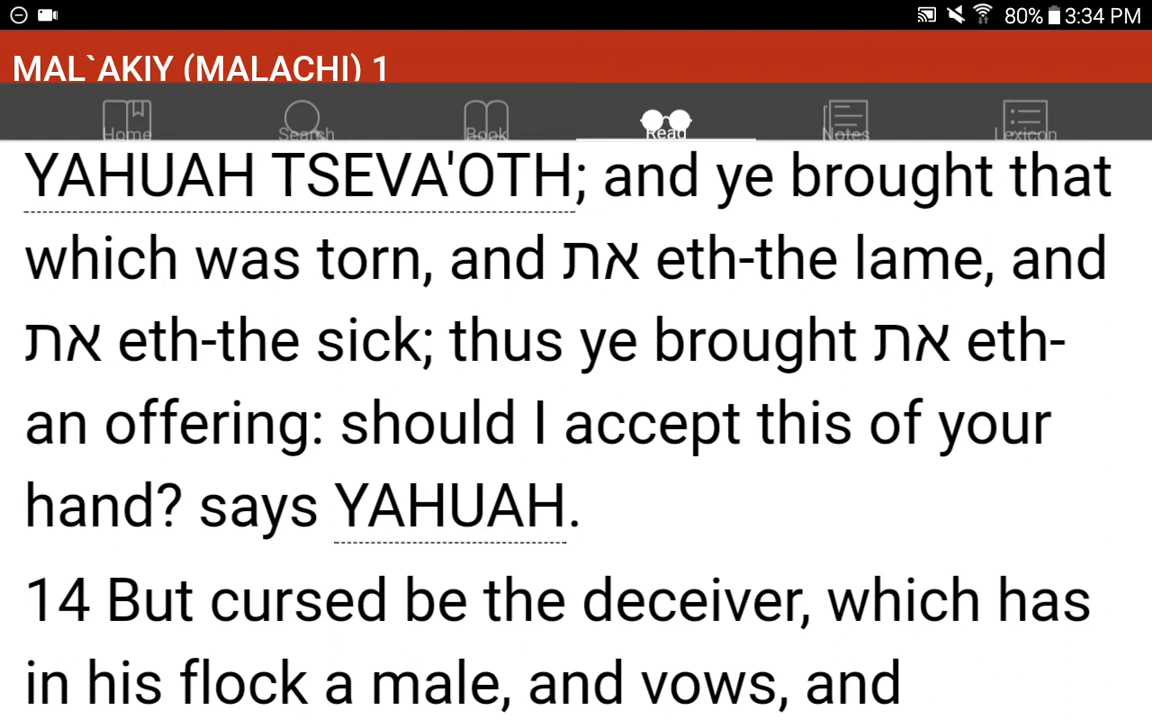 80% 3:34 PM
MAL`AKIY (MALACHI) 1
Home Search Book Read Notes Lexicon
YAHUAH TSEVA'OTH; and ye brought that
which was torn, and את eth-the lame, and
את eth-the sick; thus ye brought את eth-
an offering: should I accept this of your
hand? says YAHUAH.
14 But cursed be the deceiver, which has
in his flock a male, and vows, and